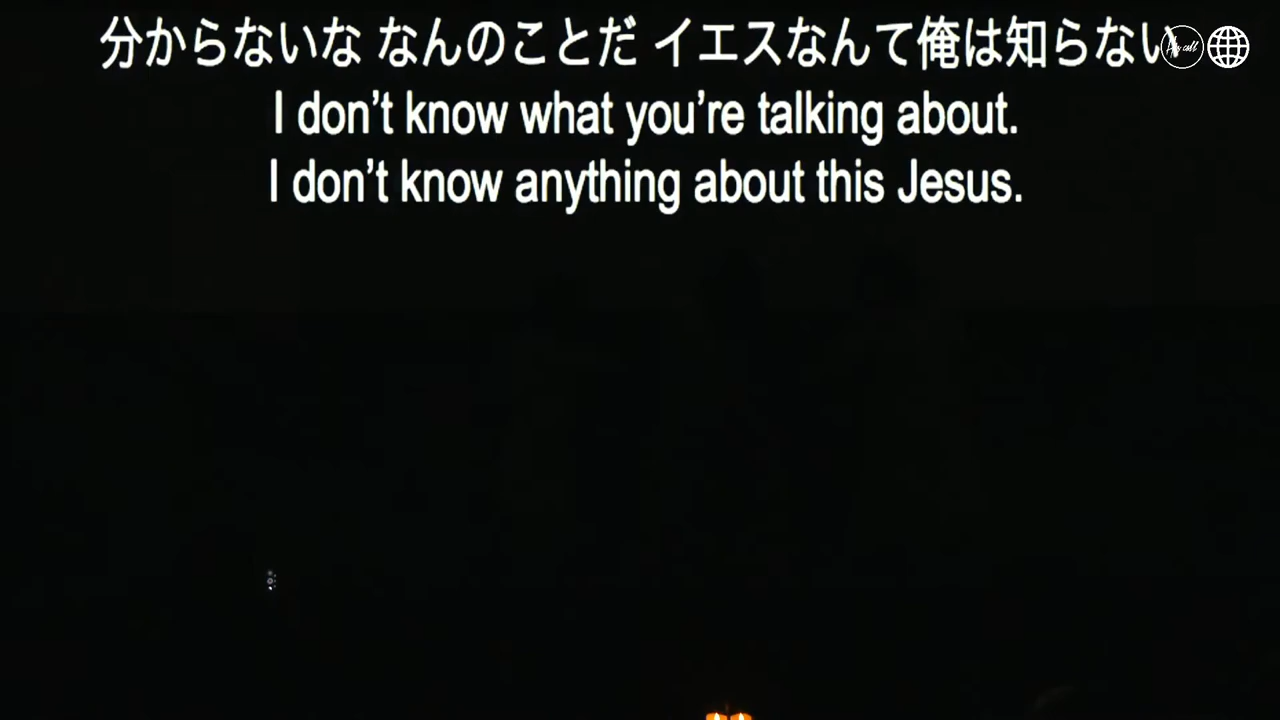 分からないな なんのことだ イエスなんて俺は知らない
I don’t know what you’re talking about.
I don’t know anything about this Jesus.